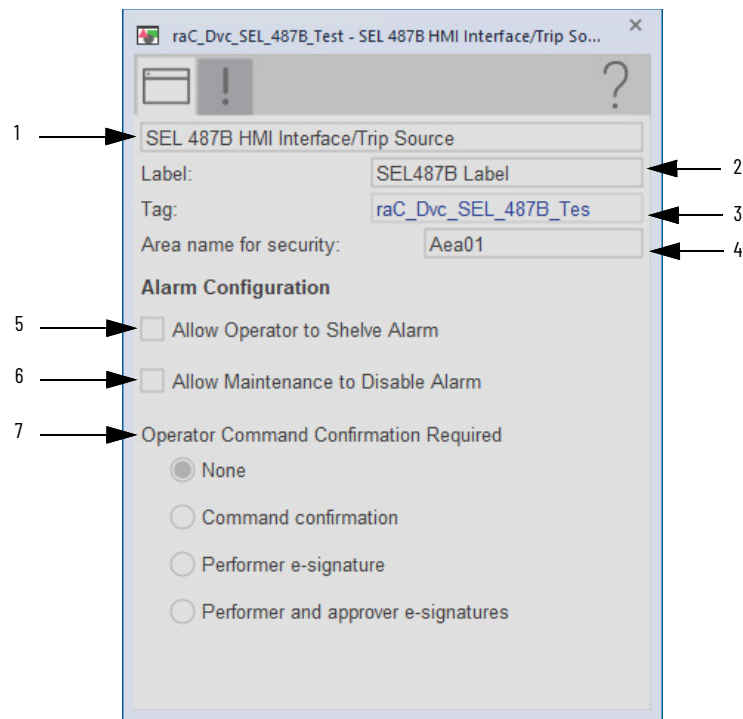 raC_Dvc_SEL_487B_Test - SEL 487B HMI Interface/Trip So...
1 SEL 487B HMI Interface/Trip Source
Label: SEL487B Label 2
Tag: raC_Dvc_SEL_487B_Tes 3
Area name for security: Aea01 4
Alarm Configuration
5 Allow Operator to Shelve Alarm
6 Allow Maintenance to Disable Alarm
7 Operator Command Confirmation Required
None
Command confirmation
Performer e-signature
Performer and approver e-signatures